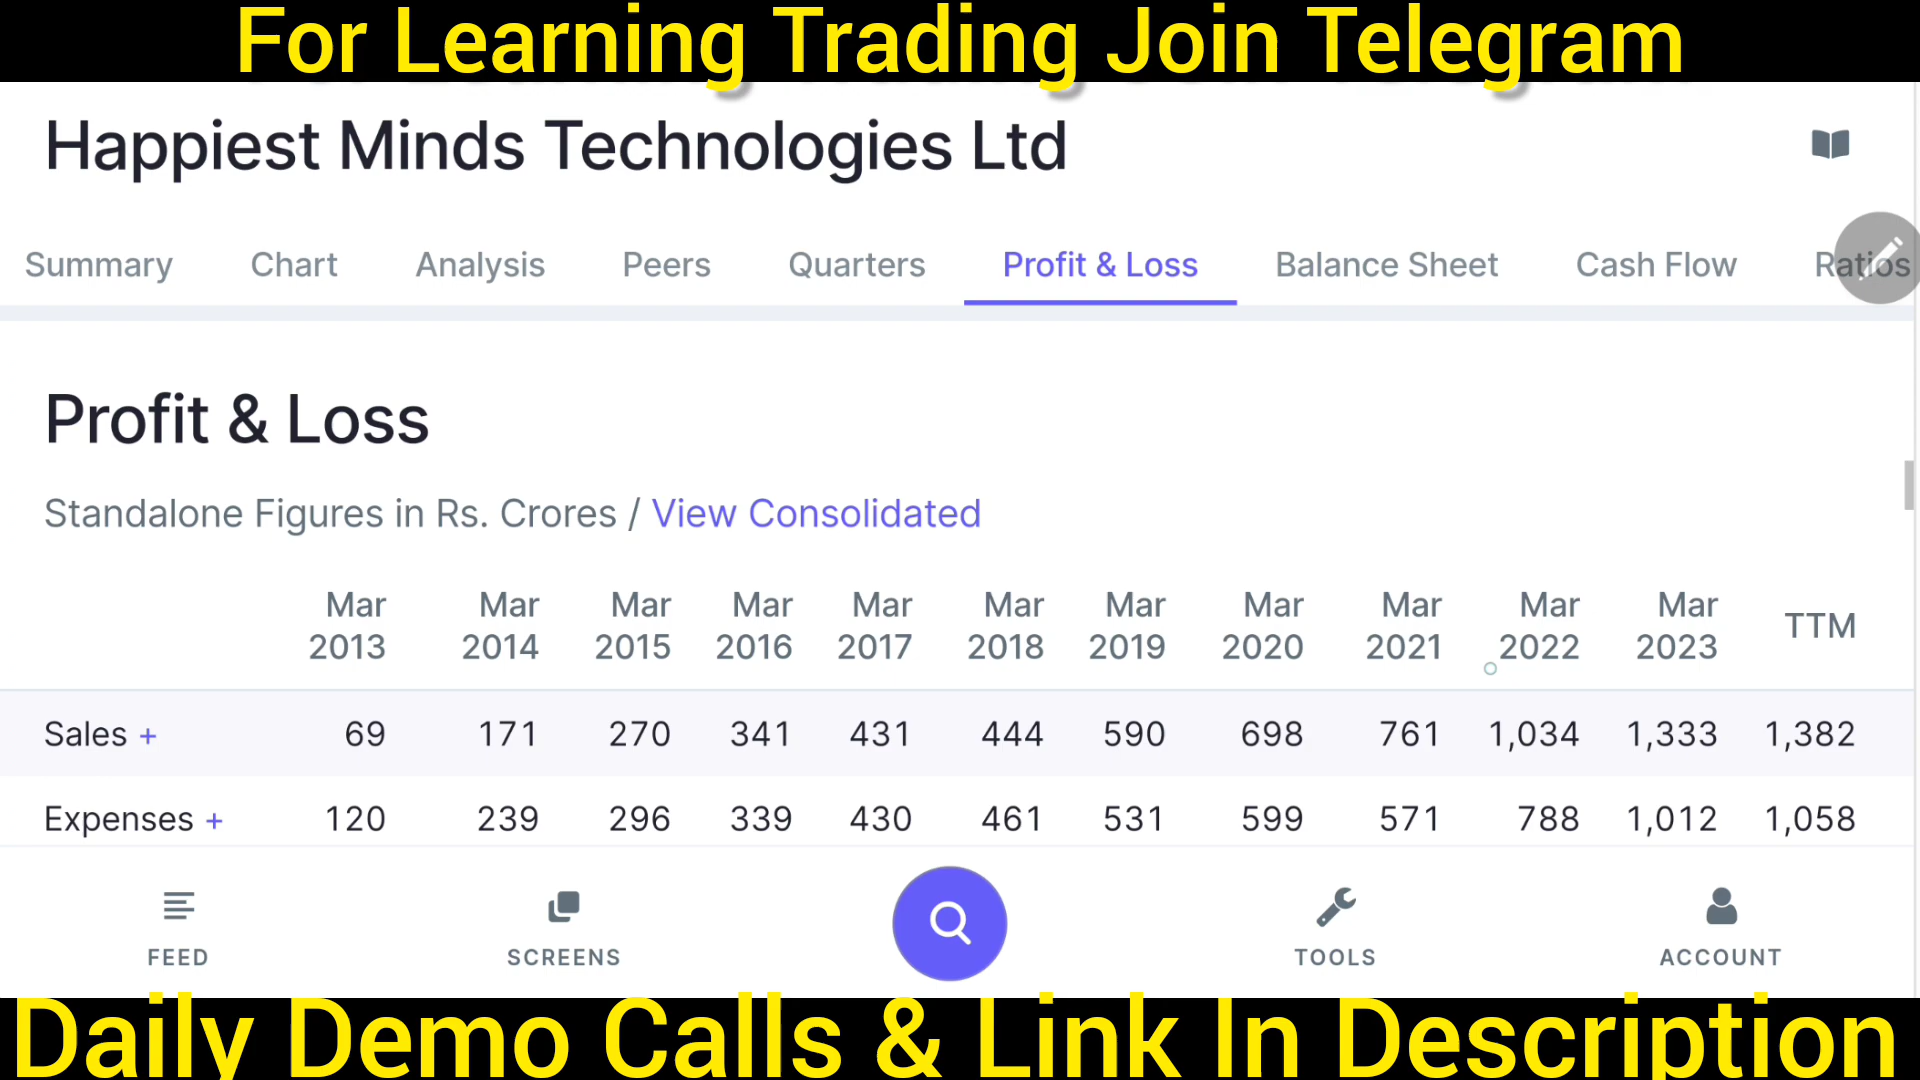 For Learning Trading Join Telegram
Happiest Minds Technologies Ltd
Summary Chart Analysis Peers Quarters Profit & Loss Balance Sheet Cash Flow Ratios
Profit & Loss
Standalone Figures in Rs. Crores / View Consolidated
Mar 2013 Mar 2014 Mar 2015 Mar 2016 Mar 2017 Mar 2018 Mar 2019 Mar 2020 Mar 2021 Mar 2022 Mar 2023 TTM
Sales + 69 171 270 341 431 444 590 698 761 1,034 1,333 1,382
Expenses + 120 239 296 339 430 461 531 599 571 788 1,012 1,058
FEED SCREENS TOOLS ACCOUNT
Daily Demo Calls & Link In Description